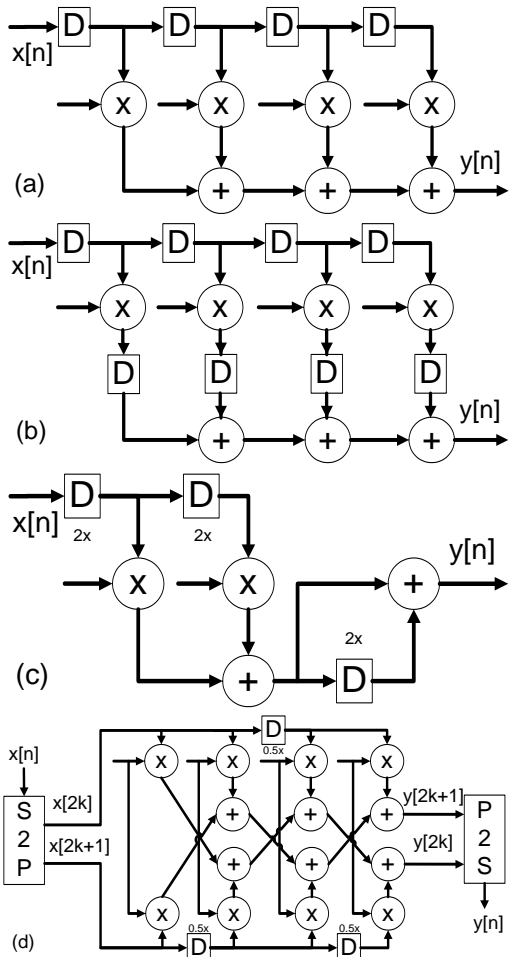 D D D D
x[n]
X X X X
y[n]
(a) + + +
D D D D
x[n]
X X X X
D D D D
y[n]
(b) + + +
D D
x[n] 2x 2x
y[n]
X X +
2x
(c) + D
D
x[n] 0.5x
x[2k] X X X X
S 2 P
y[2k+1] P 2 S
+ + +
x[2k+1]
y[2k]
+ + +
X X X X
y[n]
0.5x 0.5x
(d) D D